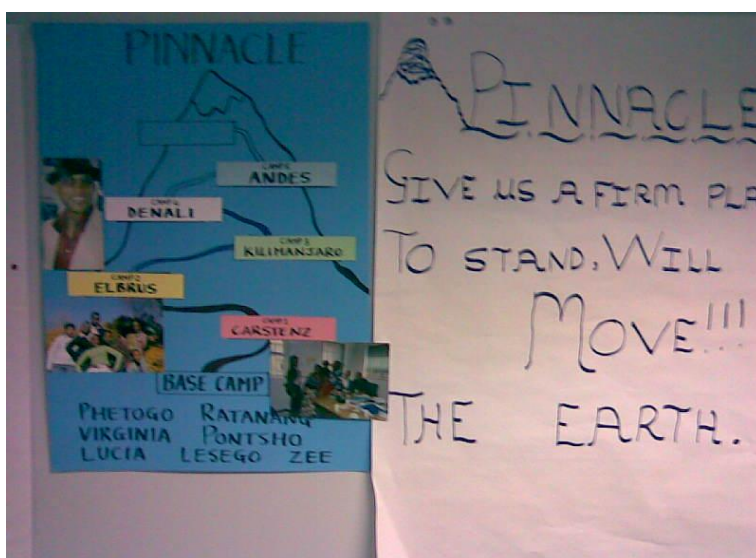 PINNACLE
CAMP 5
ANDES
CAMP 4
DENALI
CAMP 3
KILIMANJARO
CAMP 2
ELBRUS
CAMP 1
CARSTENZ
BASE CAMP
PHETOGO RATANANG
VIRGINIA PONTSHO
LUCIA LESEGO ZEE
PINNACLE
GIVE US A FIRM PLA
TO STAND, WILL
MOVE!!!
THE EARTH.